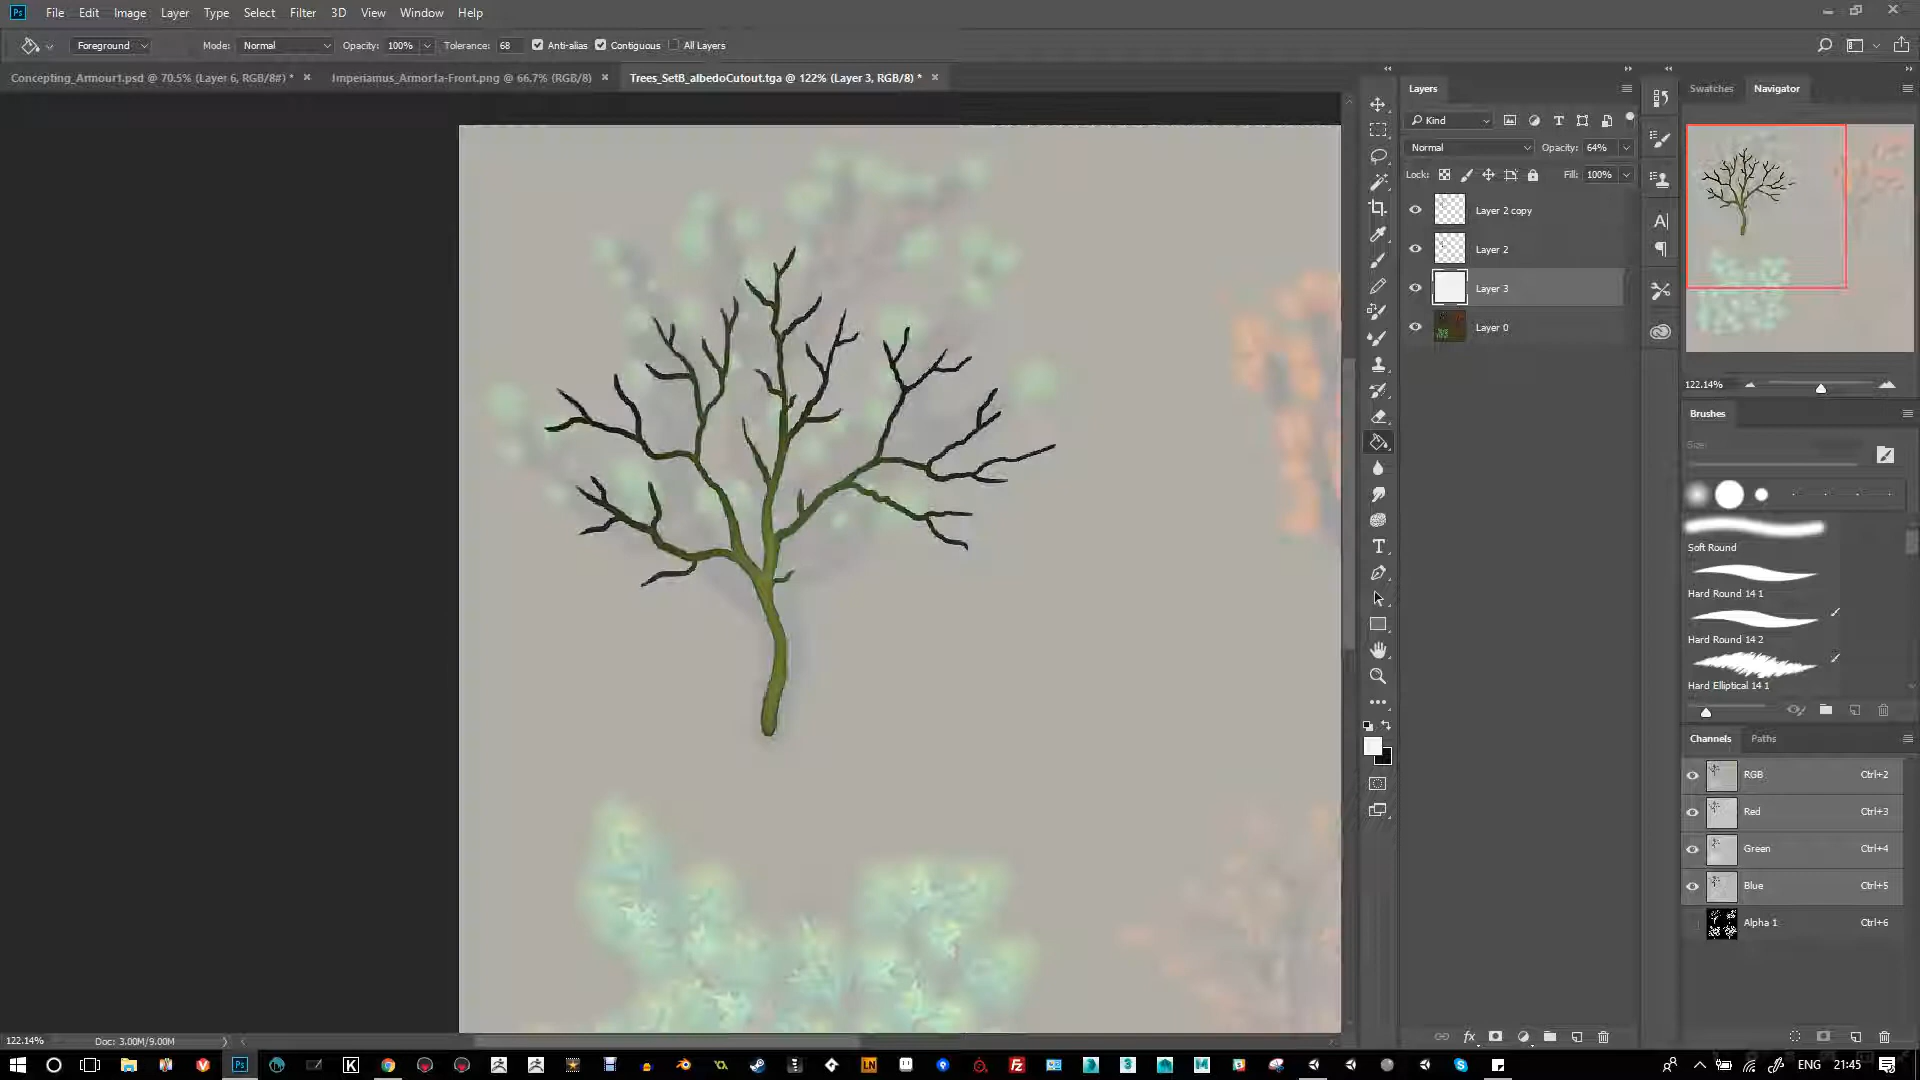 Ps File Edit Image Layer Type Select Filter 3D View Window Help
Foreground Mode: Normal Opacity: 100% Tolerance: 68 Anti-alias Contiguous All Layers
Concepting_Armour1.psd @ 70.5% (Layer 6, RGB/8#) * Imperiamus_Armor1a-Front.png @ 66.7% (RGB/8) Trees_SetB_albedoCutout.tga @ 122% (Layer 3, RGB/8) *
Layers
Kind
Normal Opacity: 64%
Lock: Fill: 100%
Layer 2 copy
Layer 2
Layer 3
Layer 0
Swatches Navigator
122.14%
Brushes
Size:
Soft Round
Hard Round 14 1
Hard Round 14 2
Hard Elliptical 14 1
Channels Paths
RGB Ctrl+2
Red Ctrl+3
Green Ctrl+4
Blue Ctrl+5
Alpha 1 Ctrl+6
122.14% Doc: 3.00M/9.00M
ENG 21:45